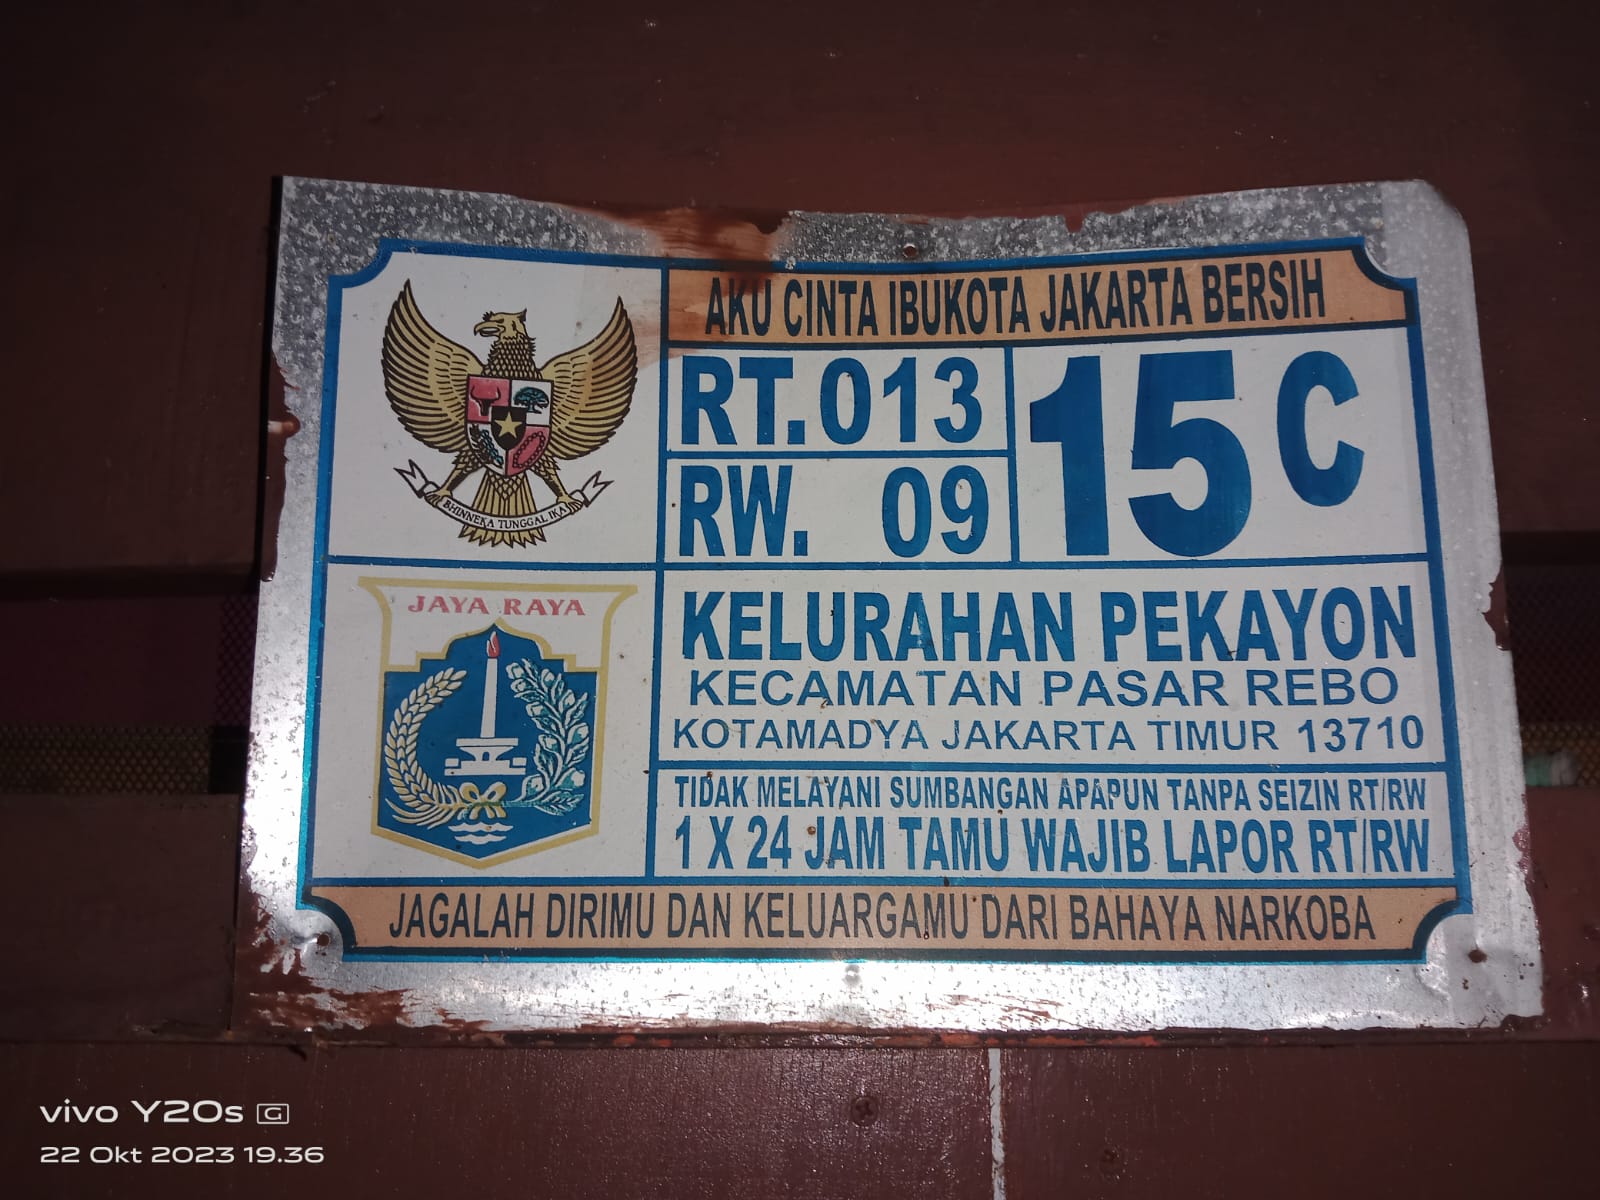 AKU CINTA IBUKOTA JAKARTA BERSIH
RT. 013
RW. 09
15 C
BHINNEKA TUNGGAL IKA
JAYA RAYA
KELURAHAN PEKAYON
KECAMATAN PASAR REBO
KOTAMADYA JAKARTA TIMUR 13710
TIDAK MELAYANI SUMBANGAN APAPUN TANPA SEIZIN RT/RW
1 X 24 JAM TAMU WAJIB LAPOR RT/RW
JAGALAH DIRIMU DAN KELUARGAMU DARI BAHAYA NARKOBA
vivo Y20s G
22 Okt 2023 19.36